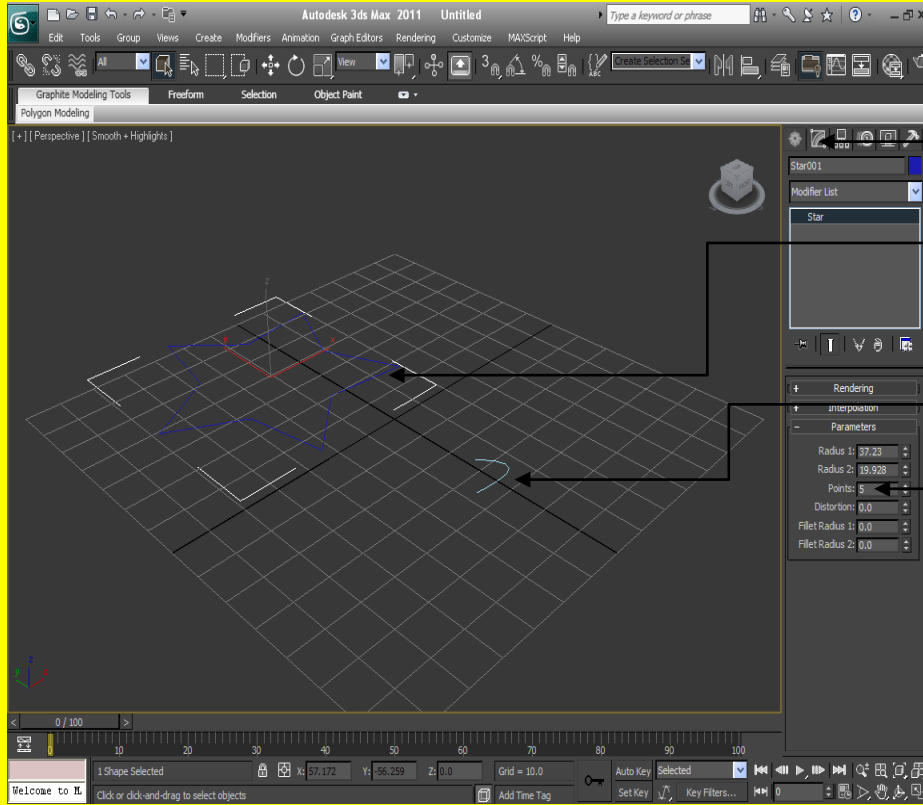 Autodesk 3ds Max 2011 Untitled
Type a keyword or phrase
Edit Tools Group Views Create Modifiers Animation Graph Editors Rendering Customize MAXScript Help
All
View
3
Create Selection Se
ABC
Graphite Modeling Tools Freeform Selection Object Paint
Polygon Modeling
[ + ] [ Perspective ] [ Smooth + Highlights ]
Star001
Modifier List
Star
z
x
+ Rendering
+ Interpolation
- Parameters
Radius 1: 37.23
Radius 2: 19.928
Points: 5
Distortion: 0.0
Fillet Radius 1: 0.0
Fillet Radius 2: 0.0
z
y x
< 0 / 100 >
0 10 20 30 40 50 60 70 80 90 100
1 Shape Selected X: 57.172 Y: -56.259 Z: 0.0 Grid = 10.0 Auto Key Selected
Welcome to M Click or click-and-drag to select objects Add Time Tag Set Key Key Filters... 0